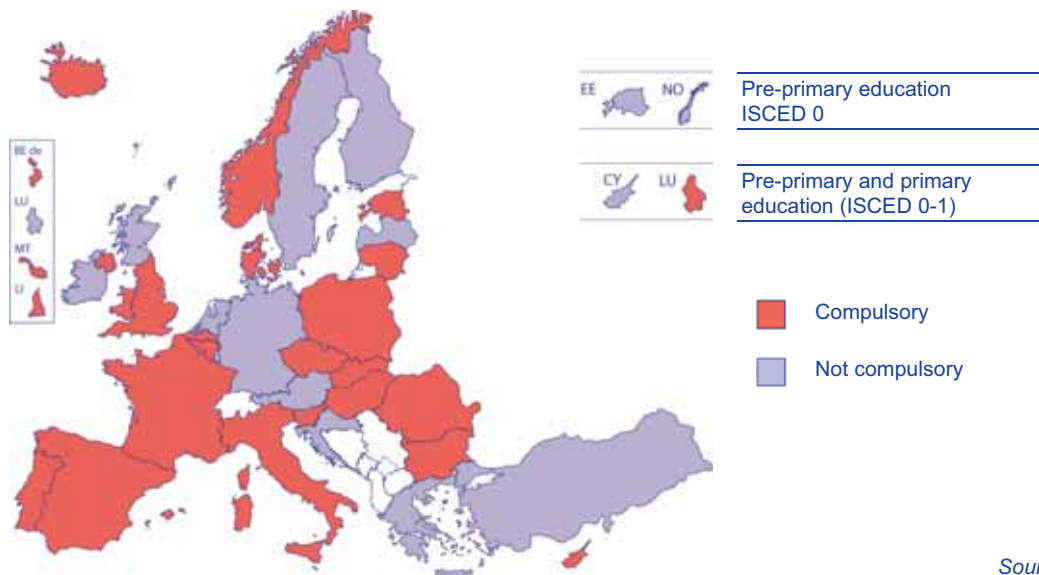 BE de
LU
MT
LI
EE
NO
Pre-primary education
ISCED 0
CY
LU
Pre-primary and primary
education (ISCED 0-1)
Compulsory
Not compulsory
Sour